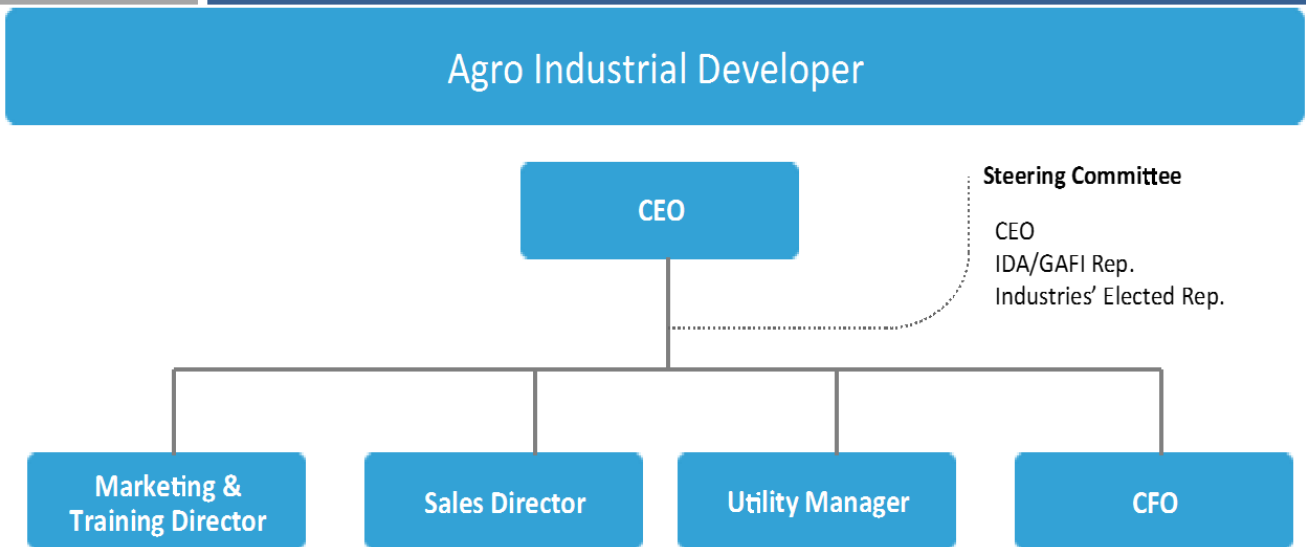 Agro Industrial Developer
CEO
Steering Committee
CEO
IDA/GAFI Rep.
Industries’ Elected Rep.
Marketing &
Training Director
Sales Director
Utility Manager
CFO